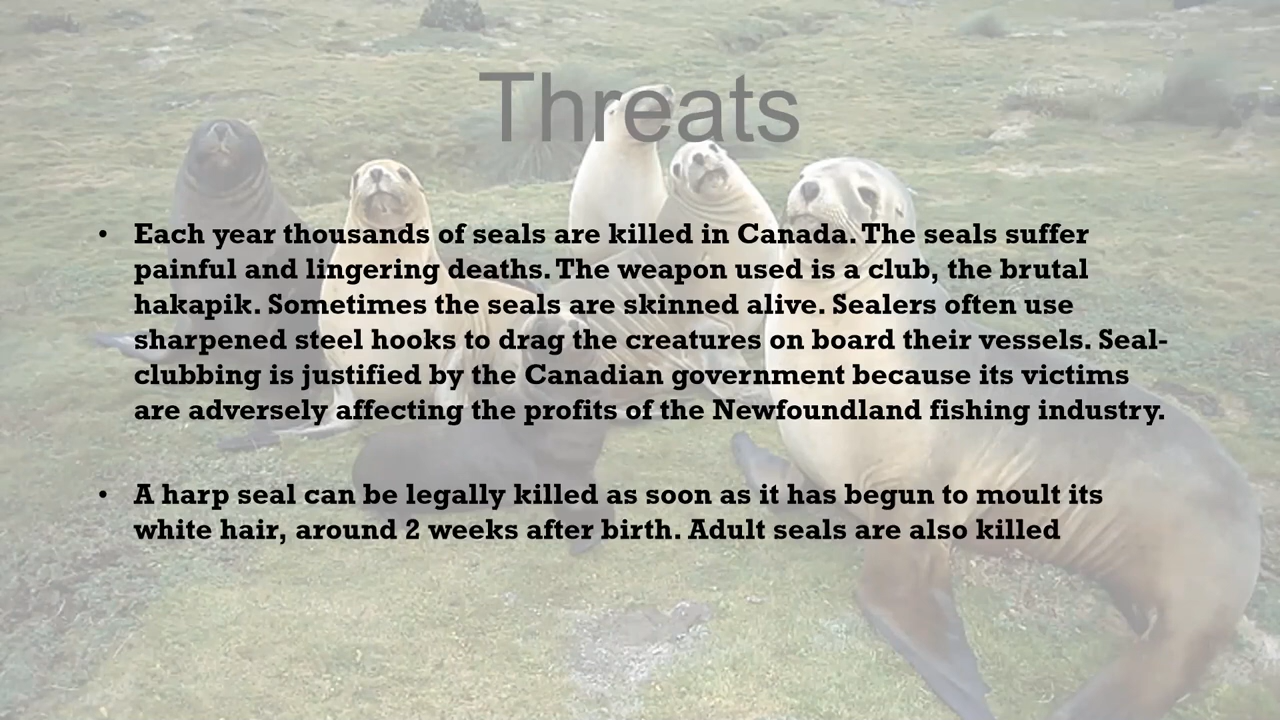 Threats
• Each year thousands of seals are killed in Canada. The seals suffer
painful and lingering deaths. The weapon used is a club, the brutal
hakapik. Sometimes the seals are skinned alive. Sealers often use
sharpened steel hooks to drag the creatures on board their vessels. Seal-
clubbing is justified by the Canadian government because its victims
are adversely affecting the profits of the Newfoundland fishing industry.
• A harp seal can be legally killed as soon as it has begun to moult its
white hair, around 2 weeks after birth. Adult seals are also killed